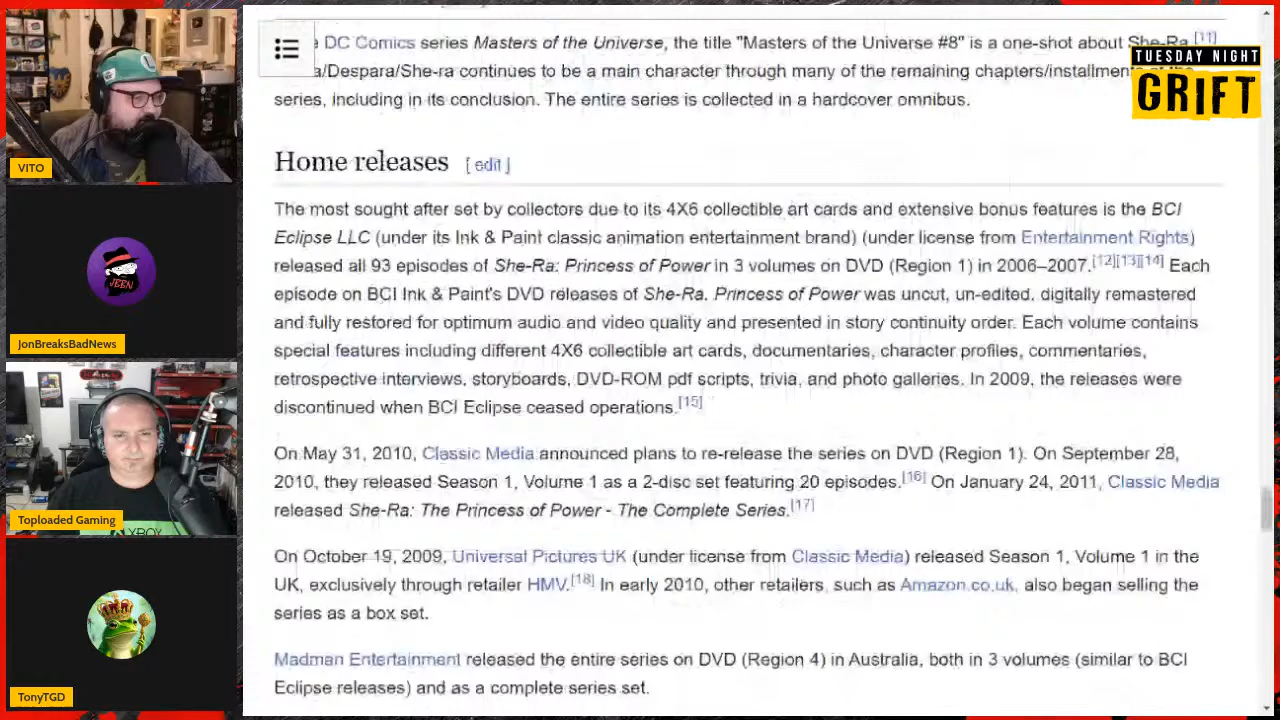 DC Comics series Masters of the Universe, the title "Masters of the Universe #8" is a one-shot about She-Ra.[11]
a/Despara/She-ra continues to be a main character through many of the remaining chapters/installments of the
series, including in its conclusion. The entire series is collected in a hardcover omnibus.
TUESDAY NIGHT
GRIFT
Home releases [ edit ]
The most sought after set by collectors due to its 4X6 collectible art cards and extensive bonus features is the BCI
Eclipse LLC (under its Ink & Paint classic animation entertainment brand) (under license from Entertainment Rights)
released all 93 episodes of She-Ra: Princess of Power in 3 volumes on DVD (Region 1) in 2006–2007.[12][13][14] Each
episode on BCI Ink & Paint's DVD releases of She-Ra. Princess of Power was uncut, un-edited, digitally remastered
and fully restored for optimum audio and video quality and presented in story continuity order. Each volume contains
special features including different 4X6 collectible art cards, documentaries, character profiles, commentaries,
retrospective interviews, storyboards, DVD-ROM pdf scripts, trivia, and photo galleries. In 2009, the releases were
discontinued when BCI Eclipse ceased operations.[15]
On May 31, 2010, Classic Media announced plans to re-release the series on DVD (Region 1). On September 28,
2010, they released Season 1, Volume 1 as a 2-disc set featuring 20 episodes.[16] On January 24, 2011, Classic Media
released She-Ra: The Princess of Power - The Complete Series.[17]
On October 19, 2009, Universal Pictures UK (under license from Classic Media) released Season 1, Volume 1 in the
UK, exclusively through retailer HMV.[18] In early 2010, other retailers, such as Amazon.co.uk, also began selling the
series as a box set.
Madman Entertainment released the entire series on DVD (Region 4) in Australia, both in 3 volumes (similar to BCI
Eclipse releases) and as a complete series set.
VITO
JBBN
JonBreaksBadNews
XBOX
Toploaded Gaming
TonyTGD